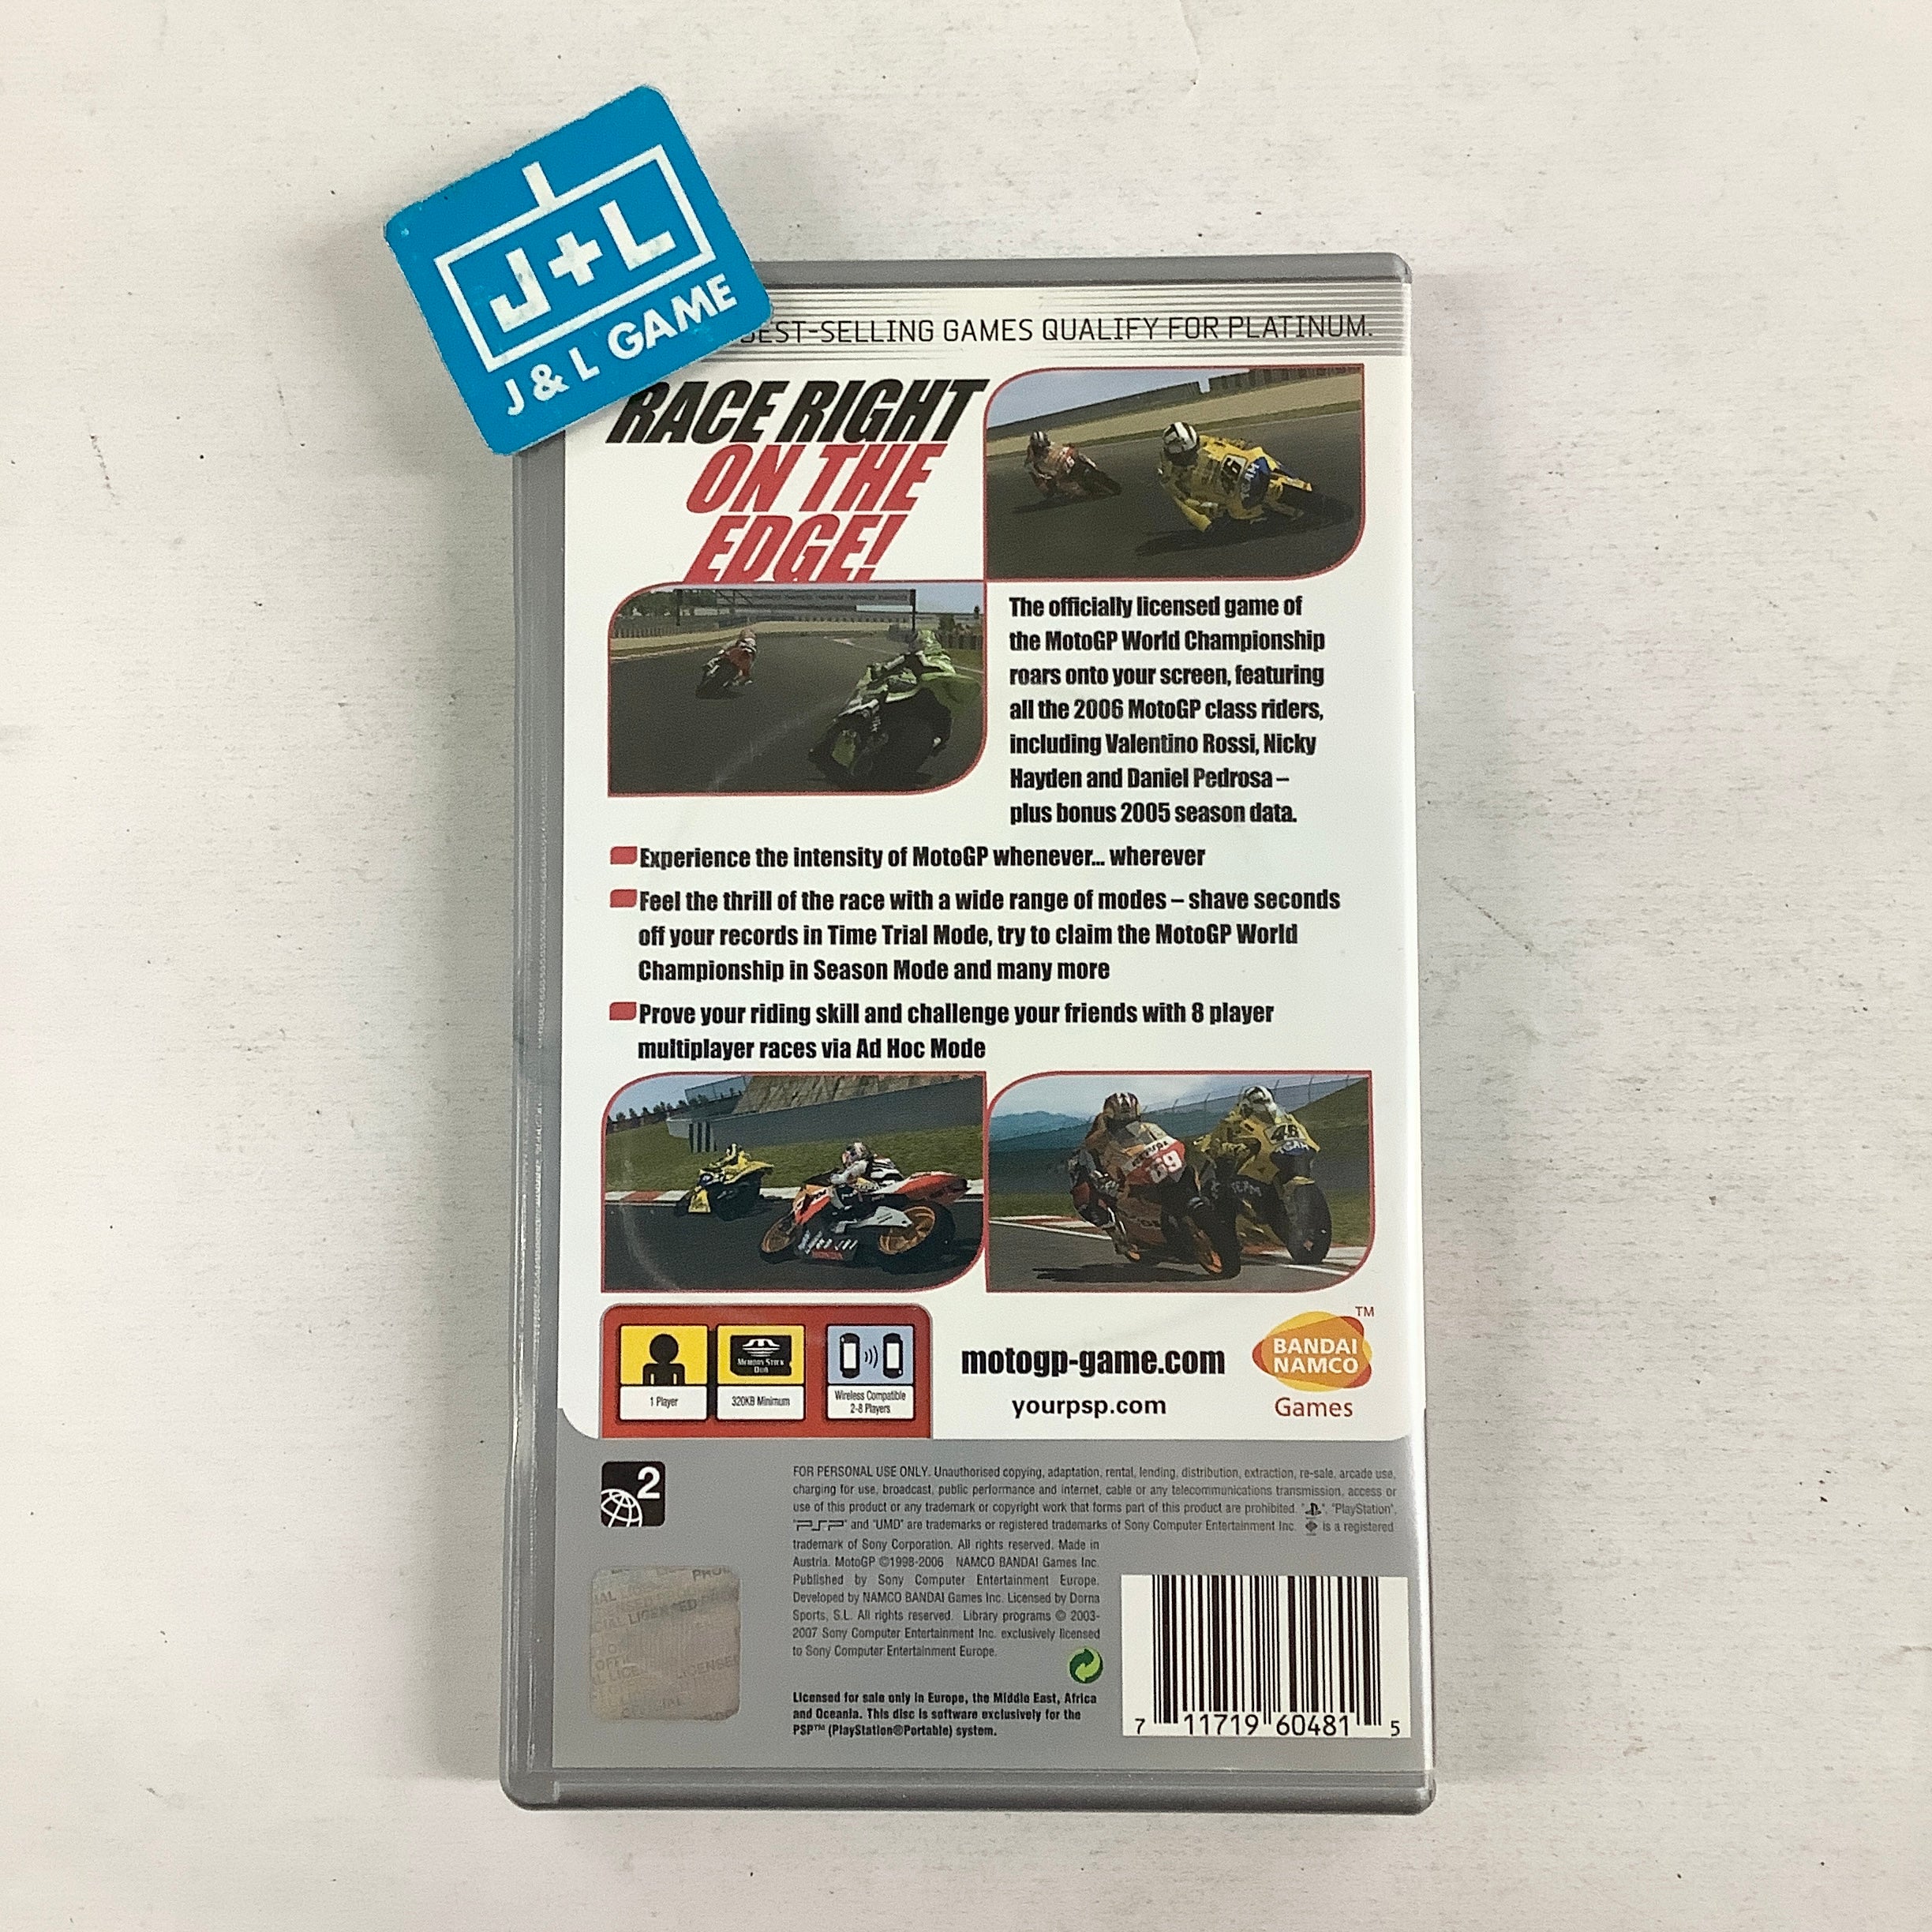 J+L
J & L GAME
BEST-SELLING GAMES QUALIFY FOR PLATINUM.
RACE RIGHT
ON THE
EDGE!
46
TEAM
The officially licensed game of
the MotoGP World Championship
roars onto your screen, featuring
all the 2006 MotoGP class riders,
including Valentino Rossi, Nicky
Hayden and Daniel Pedrosa –
plus bonus 2005 season data.
Experience the intensity of MotoGP whenever... wherever
Feel the thrill of the race with a wide range of modes – shave seconds
off your records in Time Trial Mode, try to claim the MotoGP World
Championship in Season Mode and many more
Prove your riding skill and challenge your friends with 8 player
multiplayer races via Ad Hoc Mode
69
46
TEAM
TEAM
HONDA
MEMORY STICK
DUO
1 Player
320KB Minimum
Wireless Compatible
2-8 Players
motogp-game.com
yourpsp.com
TM
BANDAI
NAMCO
Games
2
FOR PERSONAL USE ONLY. Unauthorised copying, adaptation, rental, lending, distribution, extraction, re-sale, arcade use,
charging for use, broadcast, public performance and internet, cable or any telecommunications transmission, access or
use of this product or any trademark or copyright work that forms part of this product are prohibited. " ", "PlayStation",
"PSP" and "UMD" are trademarks or registered trademarks of Sony Computer Entertainment Inc. is a registered
trademark of Sony Corporation. All rights reserved. Made in
Austria. MotoGP ©1998-2006 NAMCO BANDAI Games Inc.
Published by Sony Computer Entertainment Europe.
Developed by NAMCO BANDAI Games Inc. Licensed by Dorna
Sports, S.L. All rights reserved. Library programs © 2003-
2007 Sony Computer Entertainment Inc. exclusively licensed
to Sony Computer Entertainment Europe.
Licensed for sale only in Europe, the Middle East, Africa
and Oceania. This disc is software exclusively for the
PSP™ (PlayStation®Portable) system.
7 11719 60481 5